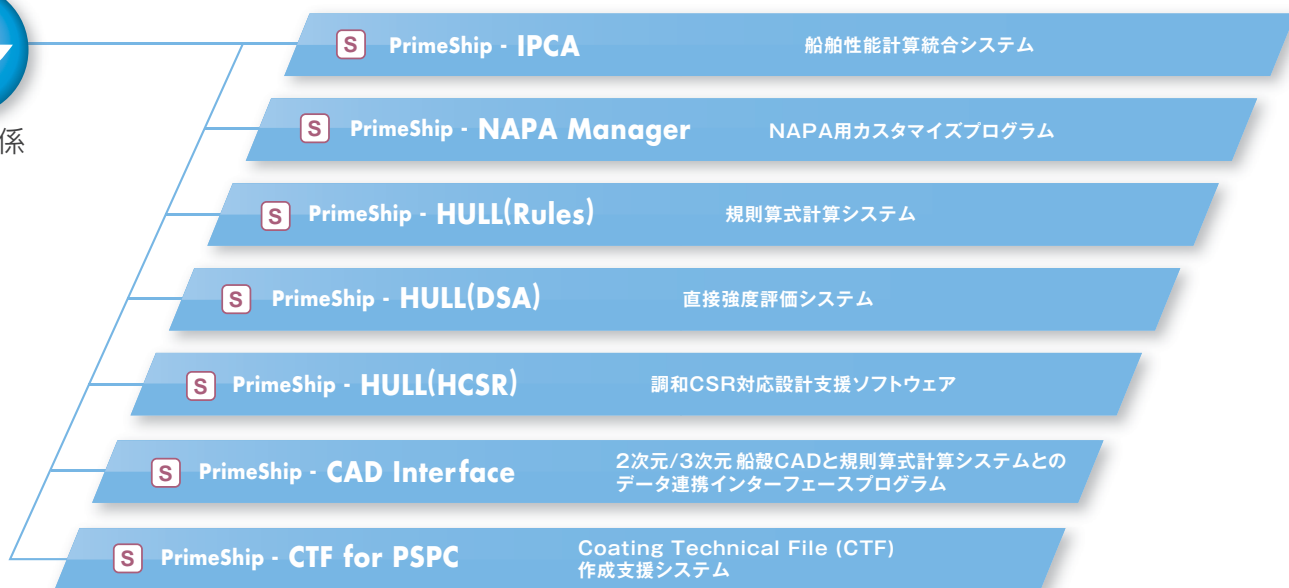 S PrimeShip - IPCA 船舶性能計算統合システム
S PrimeShip - NAPA Manager NAPA用カスタマイズプログラム
係
S PrimeShip - HULL(Rules) 規則算式計算システム
S PrimeShip - HULL(DSA) 直接強度評価システム
S PrimeShip - HULL(HCSR) 調和CSR対応設計支援ソフトウェア
S PrimeShip - CAD Interface 2次元/3次元 船殻CADと規則算式計算システムとの
データ連携インターフェースプログラム
S PrimeShip - CTF for PSPC Coating Technical File (CTF)
作成支援システム